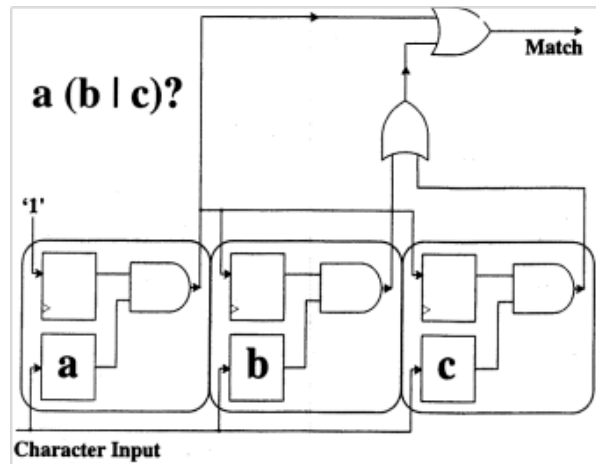 Match
a (b | c)?
‘1’
a
b
c
Character Input